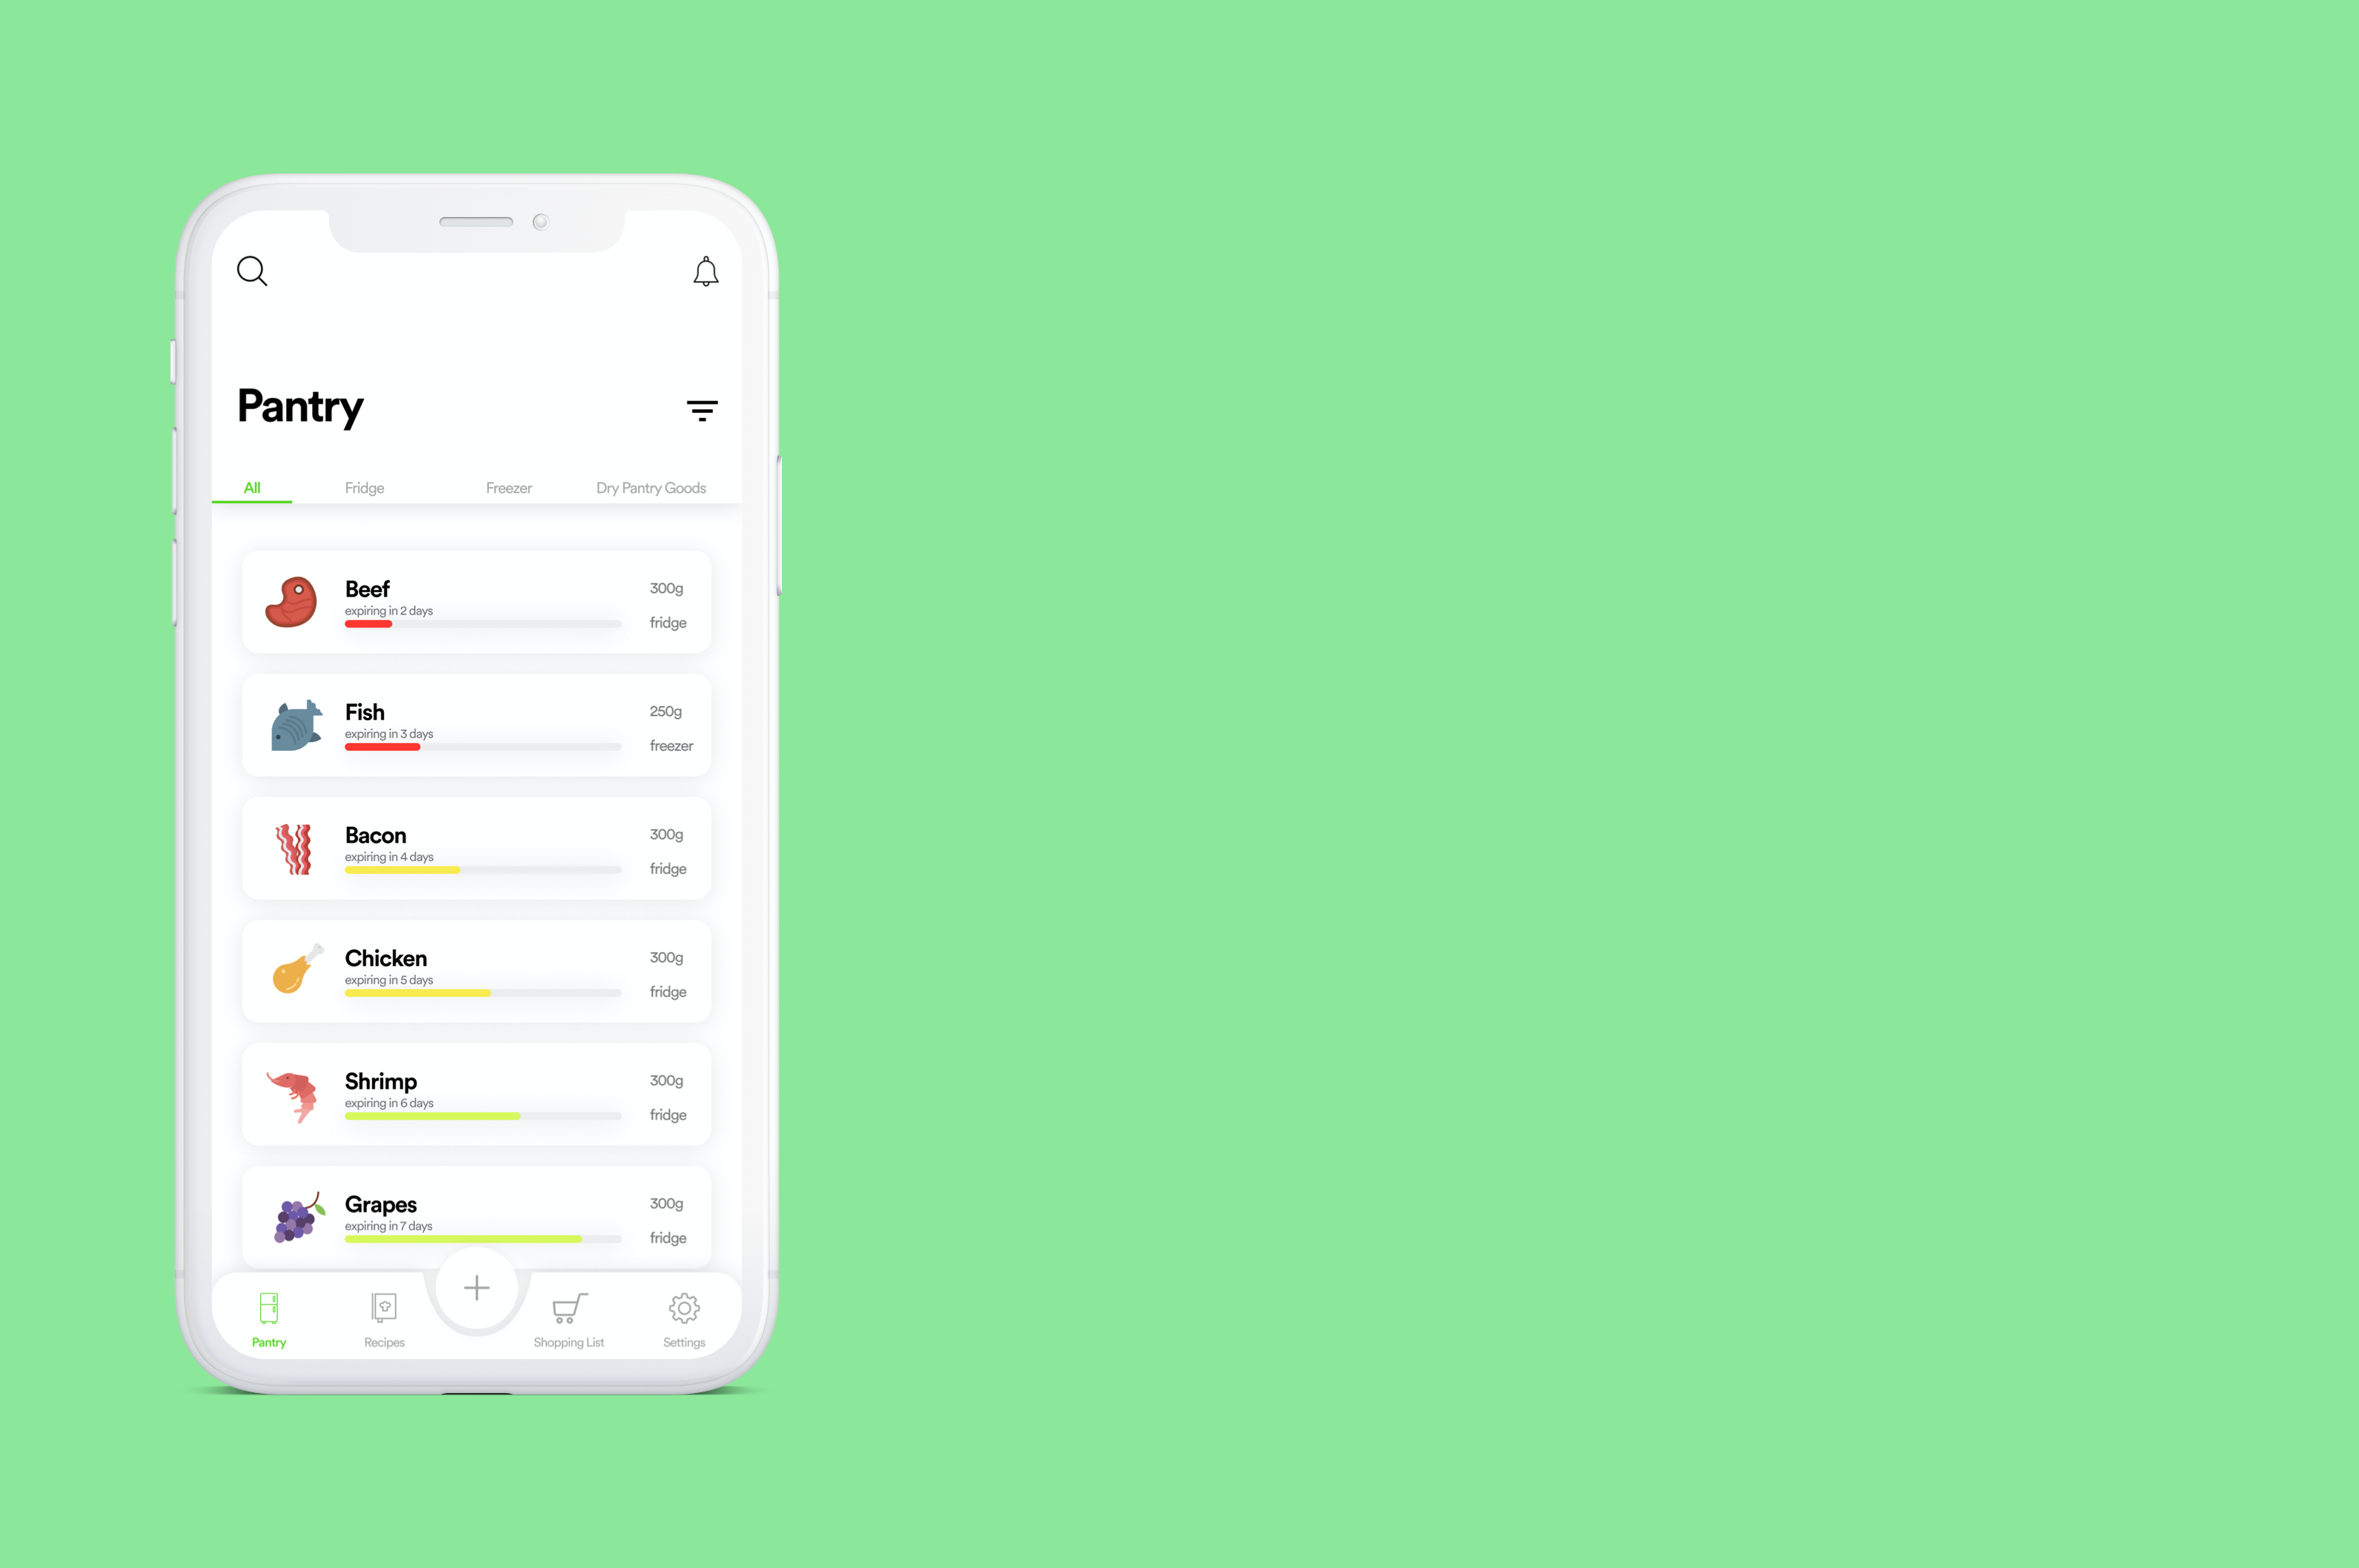 Pantry
All Fridge Freezer Dry Pantry Goods
Beef 300g
expiring in 2 days
fridge
Fish 250g
expiring in 3 days
freezer
Bacon 300g
expiring in 4 days
fridge
Chicken 300g
expiring in 5 days
fridge
Shrimp 300g
expiring in 6 days
fridge
Grapes 300g
expiring in 7 days
fridge
Pantry Recipes Shopping List Settings